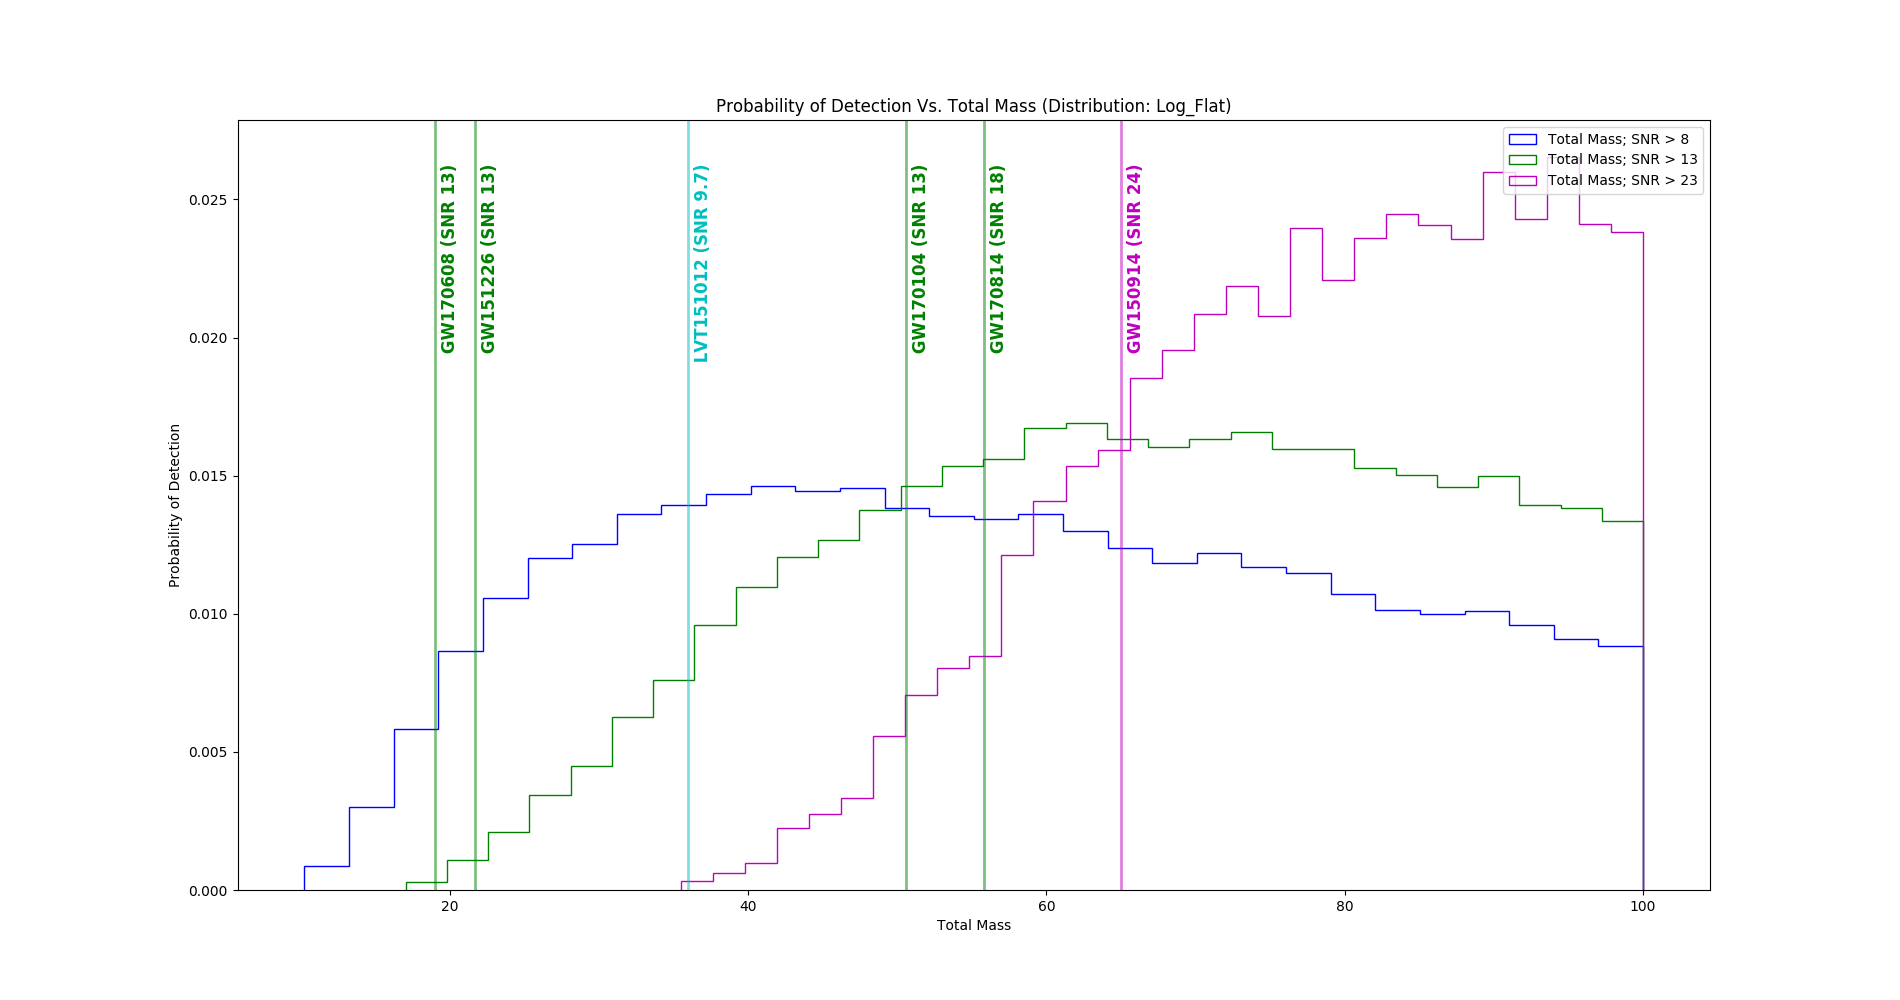 Probability of Detection Vs. Total Mass (Distribution: Log_Flat)
Total Mass; SNR > 8
Total Mass; SNR > 13
Total Mass; SNR > 23
GW170608 (SNR 13)
GW151226 (SNR 13)
LVT151012 (SNR 9.7)
GW170104 (SNR 13)
GW170814 (SNR 18)
GW150914 (SNR 24)
Probability of Detection
0.025
0.020
0.015
0.010
0.005
0.000
20
40
60
80
100
Total Mass